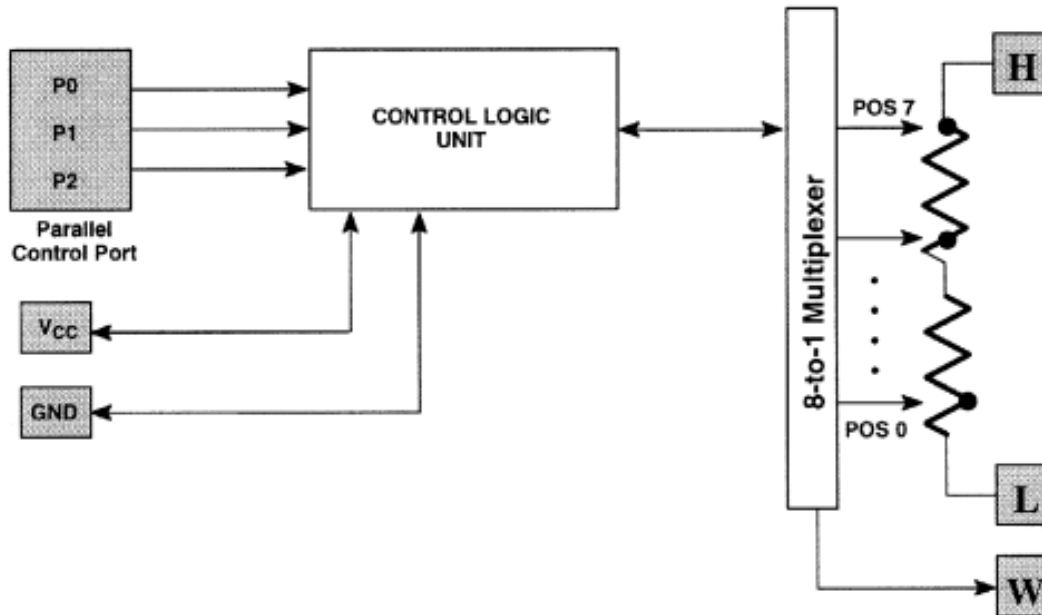 P0
P1
P2
Parallel
Control Port
VCC
GND
CONTROL LOGIC
UNIT
8-to-1 Multiplexer
POS 7
POS 0
H
L
W